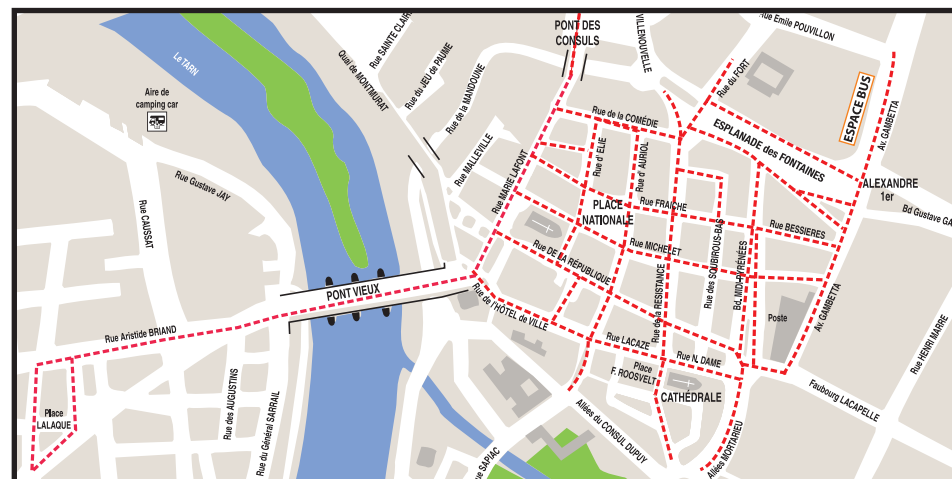 Rue Emile POUVILLON
PONT DES
CONSULS
VILLENOUVELLE
Rue SAINTE CLAIRE
Quai de MONTMURAT
Rue du JEU de PAUME
Rue de la MANDOUNE
Le TARN
Aire de
camping car
Rue du FORT
ESPACE BUS
Av. GAMBETTA
Rue de la COMÉDIE
ESPLANADE des FONTAINES
Rue MALLEVILLE
Rue MARIE LAFONT
Rue d' ELIE
Rue d' AURIOL
ALEXANDRE
1er
Rue Gustave JAY
Rue CAUSSAT
PLACE
NATIONALE
Rue FRAICHE
Bd Gustave GA
Rue BESSIERES
Rue MICHELET
Rue DE LA RÉPUBLIQUE
Rue de la RESISTANCE
Rue des SOUBIROUS-BAS
Bd. MIDI-PYRÉNÉES
PONT VIEUX
Rue de l'HÔTEL de VILLE
Poste
Av. GAMBETTA
Rue HENRI MARRE
Rue Aristide BRIAND
Rue LACAZE
Rue N. DAME
Place
F. ROOSVELT
CATHÉDRALE
Faubourg LACAPELLE
Place
LALAQUE
Rue des AUGUSTINS
Rue du Général SARRAIL
Allées du CONSUL DUPUY
Allées MORTARIEU
Rue SAPIAC